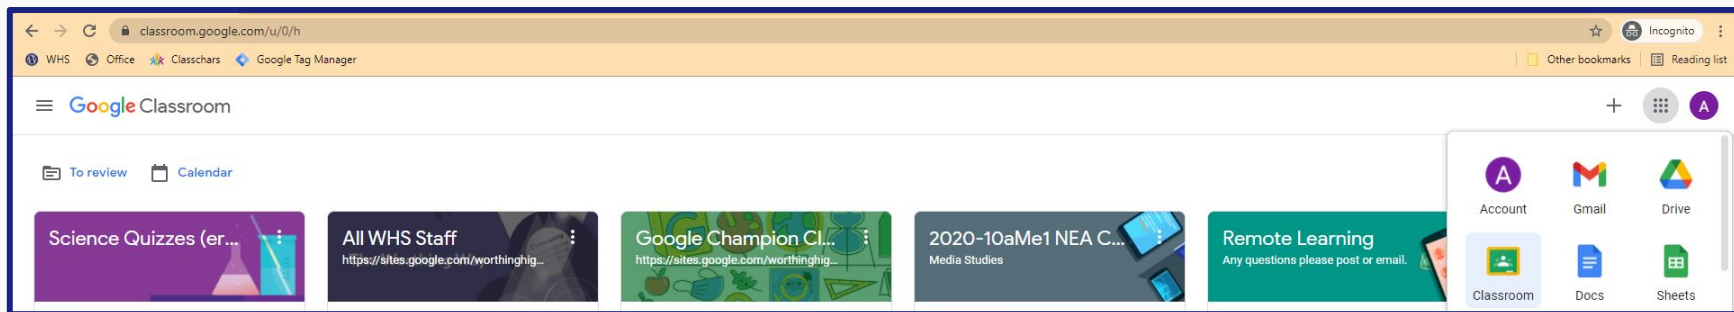 classroom.google.com/u/0/h
Incognito
WHS Office Classchars Google Tag Manager
Other bookmarks Reading list
Google Classroom
A
To review Calendar
Science Quizzes (er...
All WHS Staff
https://sites.google.com/worthinghig...
Google Champion Cl...
https://sites.google.com/worthinghig...
2020-10aMe1 NEA C...
Media Studies
Remote Learning
Any questions please post or email.
A
Account Gmail Drive
Classroom Docs Sheets